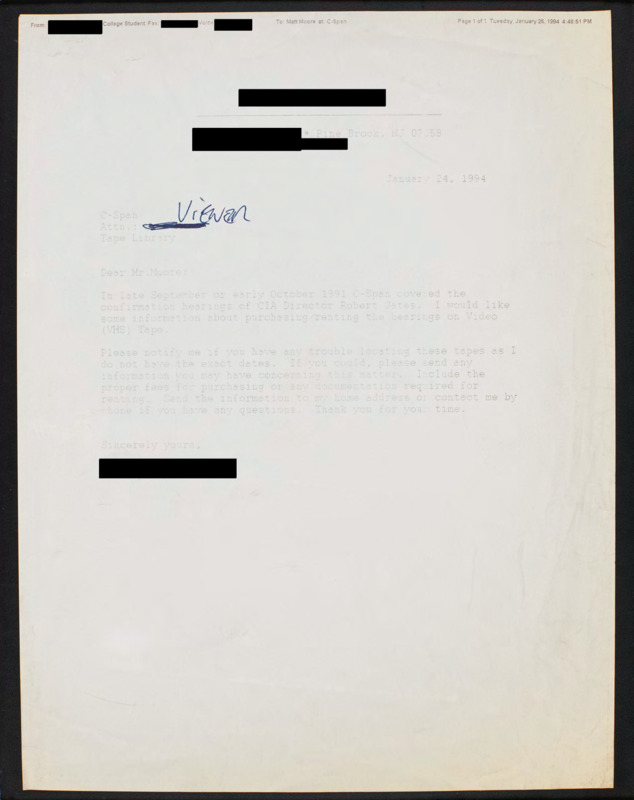 From: College Student Fax: Voice: To: Matt Moore at: C-Span Page 1 of 1 Tuesday, January 25, 1994 4:40:51 PM
Pine Brook, NJ
January 24, 1994
C-Span
Viewer
Attn.:
Tape Library
Dear Mr. Moore:
In late September or early October 1991 C-Span covered the
confirmation hearings of CIA Director Robert Gates. I would like
some information about purchasing/renting the hearings on Video
(VHS) Tape.
Please notify me if you have any trouble locating these tapes as I
do not have the exact dates. If you could, please send any
information you may have concerning this matter. Include the
proper fees for purchasing or any documentation required for
renting. Send the information to my home address or contact me by
phone if you have any questions. Thank you for your time.
Sincerely yours,